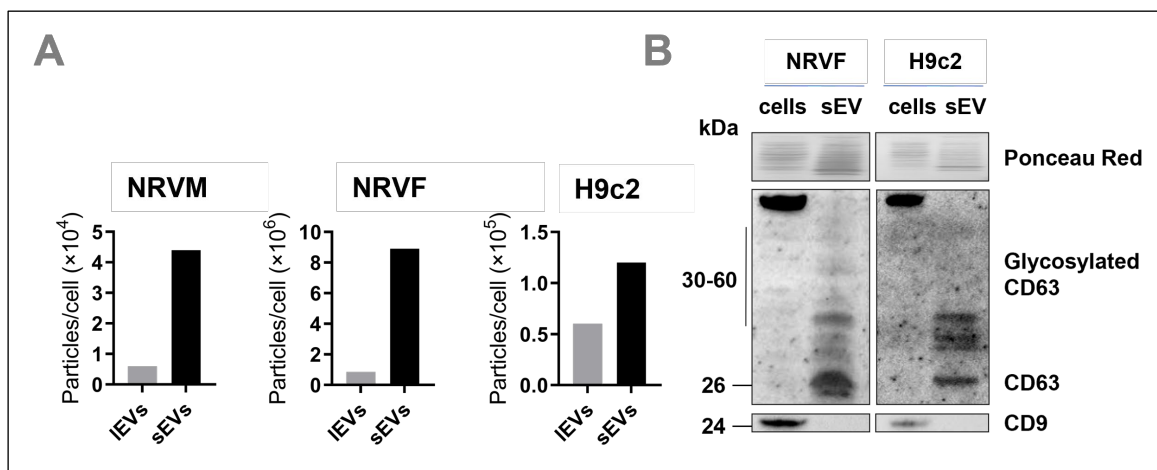 A
NRVM
Particles/cell (×10⁴)
5
4
3
2
1
0
lEVs
sEVs
NRVF
Particles/cell (×10⁶)
10
8
6
4
2
0
lEVs
sEVs
H9c2
Particles/cell (×10⁵)
1.5
1.0
0.5
0.0
lEVs
sEVs
B
NRVF H9c2
cells sEV cells sEV
kDa
Ponceau Red
30-60
Glycosylated
CD63
26
CD63
24
CD9